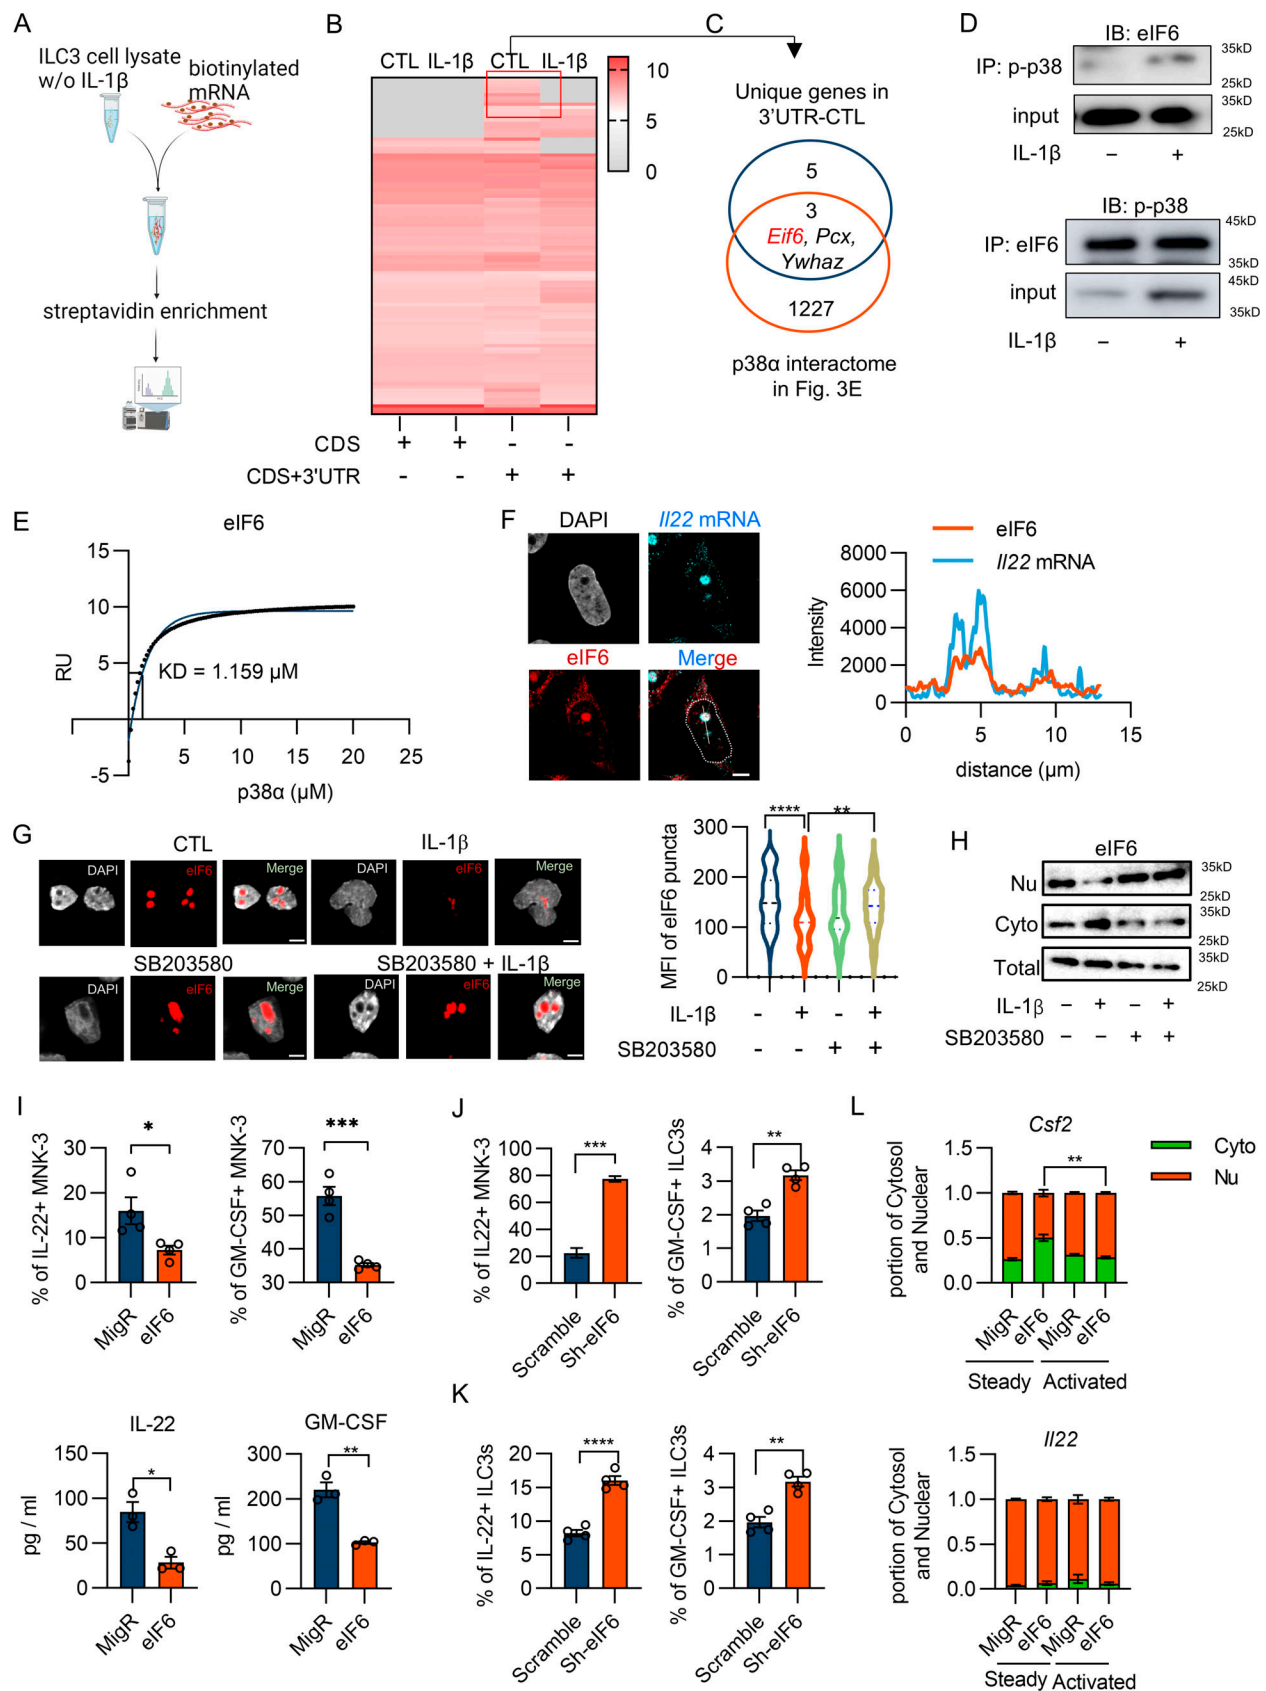 A
ILC3 cell lysate
w/o IL-1β
biotinylated
mRNA
streptavidin enrichment
B
CTL IL-1β CTL IL-1β
10
5
0
CDS + + - -
CDS+3'UTR - - + +
C
Unique genes in
3'UTR-CTL
5
3
Eif6, Pcx,
Ywhaz
1227
p38α interactome
in Fig. 3E
D
IB: eIF6
IP: p-p38
35kD
25kD
input
35kD
25kD
IL-1β − +
IB: p-p38
IP: eIF6
45kD
35kD
input
45kD
35kD
IL-1β − +
E
eIF6
15
10
5
-5
RU
KD = 1.159 μM
5 10 15 20 25
p38α (μM)
F
DAPI
Il22 mRNA
eIF6
Merge
eIF6
Il22 mRNA
8000
6000
4000
2000
0
Intensity
0 5 10 15
distance (μm)
G
CTL
IL-1β
DAPI eIF6 Merge DAPI eIF6 Merge
SB203580
SB203580 + IL-1β
DAPI eIF6 Merge DAPI eIF6 Merge
MFI of eIF6 puncta
300
200
100
0
**** **
IL-1β - + - +
SB203580 - - + +
H
eIF6
Nu
35kD
25kD
Cyto
35kD
25kD
Total
35kD
25kD
IL-1β − + − +
SB203580 − − + +
I
% of IL-22+ MNK-3
30
20
10
0
*
MigR eIF6
% of GM-CSF+ MNK-3
70
60
50
40
30
***
MigR eIF6
IL-22
pg / ml
150
100
50
0
*
MigR eIF6
GM-CSF
pg / ml
300
200
100
0
**
MigR eIF6
J
% of IL22+ MNK-3
100
80
60
40
20
0
***
Scramble Sh-eIF6
% of GM-CSF+ ILC3s
4
3
2
1
0
**
Scramble Sh-eIF6
K
% of IL-22+ ILC3s
20
15
10
5
0
****
Scramble Sh-eIF6
% of GM-CSF+ ILC3s
4
3
2
1
0
**
Scramble Sh-eIF6
L
Csf2
portion of Cytosol
and Nuclear
1.5
1.0
0.5
0.0
**
Cyto
Nu
MigR eIF6 MigR eIF6
Steady Activated
Il22
portion of Cytosol
and Nuclear
1.5
1.0
0.5
0.0
MigR eIF6 MigR eIF6
Steady Activated